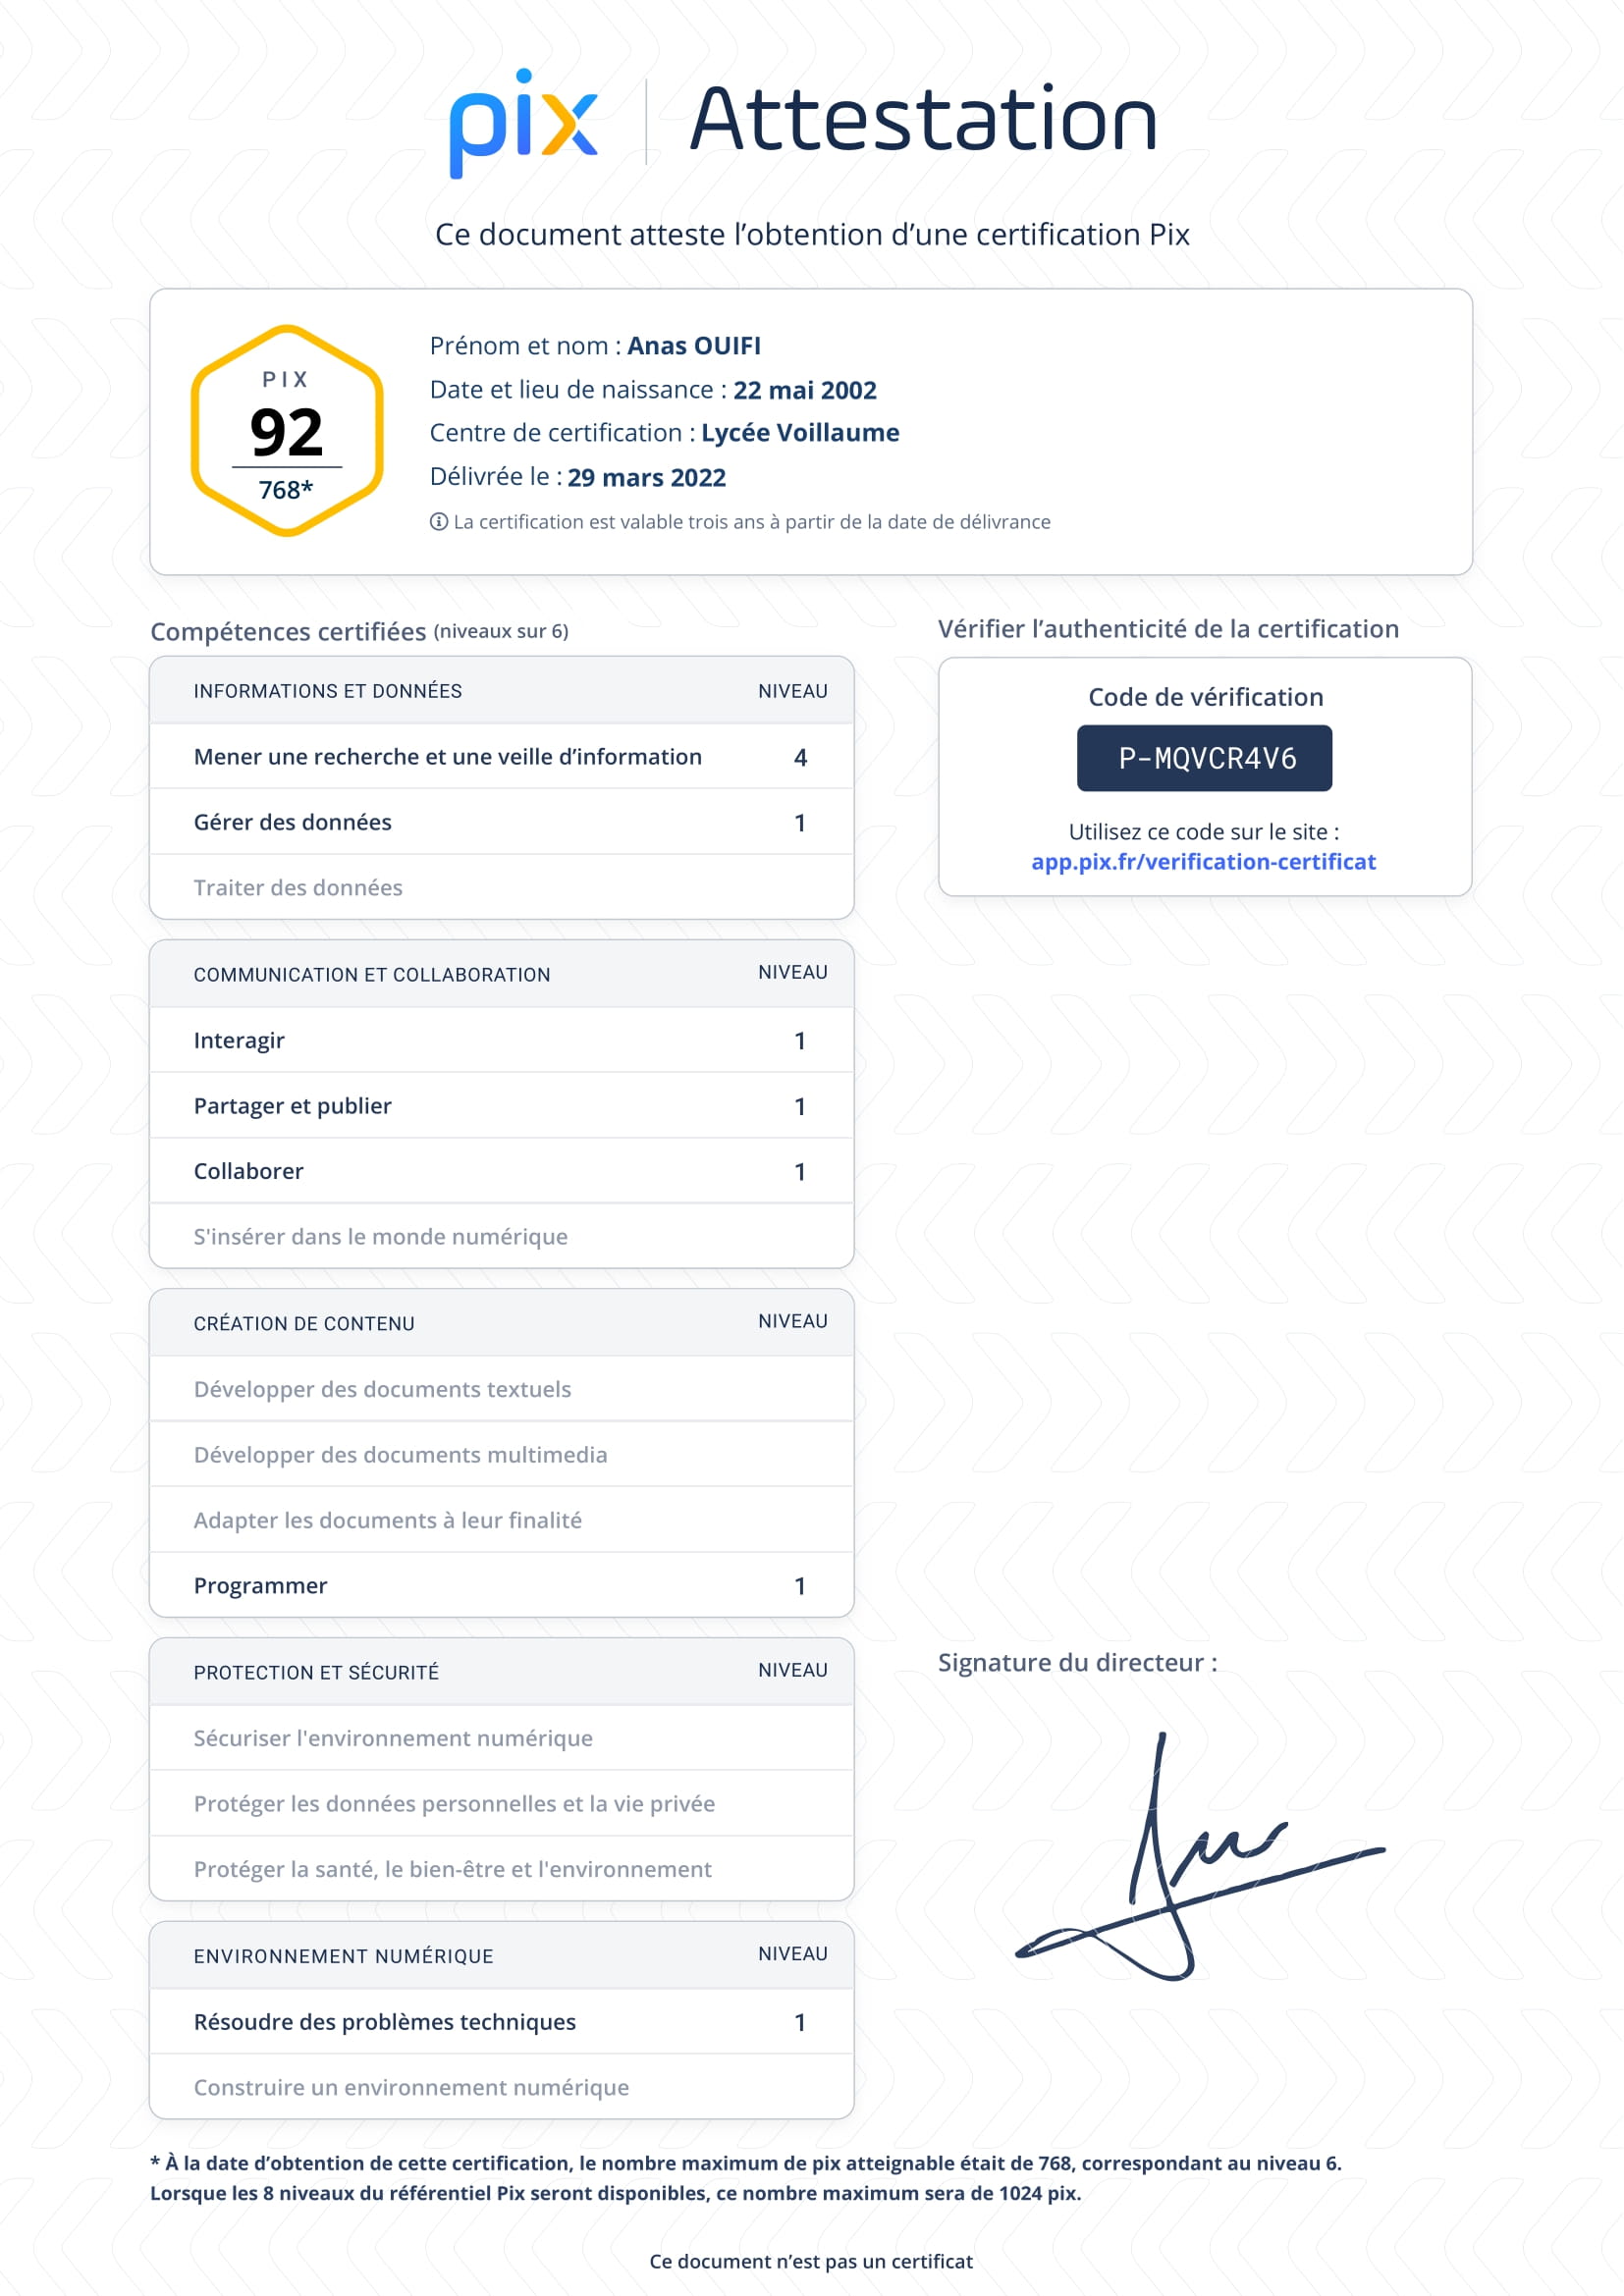 pix Attestation
Ce document atteste l’obtention d’une certification Pix
PIX
92
768*
Prénom et nom : Anas OUIFI
Date et lieu de naissance : 22 mai 2002
Centre de certification : Lycée Voillaume
Délivrée le : 29 mars 2022
La certification est valable trois ans à partir de la date de délivrance
Compétences certifiées (niveaux sur 6)
INFORMATIONS ET DONNÉES NIVEAU
Mener une recherche et une veille d’information 4
Gérer des données 1
Traiter des données
COMMUNICATION ET COLLABORATION NIVEAU
Interagir 1
Partager et publier 1
Collaborer 1
S'insérer dans le monde numérique
CRÉATION DE CONTENU NIVEAU
Développer des documents textuels
Développer des documents multimedia
Adapter les documents à leur finalité
Programmer 1
PROTECTION ET SÉCURITÉ NIVEAU
Sécuriser l'environnement numérique
Protéger les données personnelles et la vie privée
Protéger la santé, le bien-être et l'environnement
ENVIRONNEMENT NUMÉRIQUE NIVEAU
Résoudre des problèmes techniques 1
Construire un environnement numérique
Vérifier l’authenticité de la certification
Code de vérification
P-MQVCR4V6
Utilisez ce code sur le site :
app.pix.fr/verification-certificat
Signature du directeur :
* À la date d’obtention de cette certification, le nombre maximum de pix atteignable était de 768, correspondant au niveau 6.
Lorsque les 8 niveaux du référentiel Pix seront disponibles, ce nombre maximum sera de 1024 pix.
Ce document n’est pas un certificat